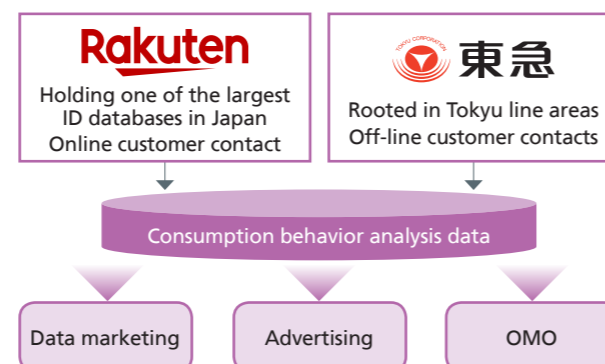 Rakuten
Holding one of the largest
ID databases in Japan
Online customer contact
TOKYU CORPORATION
東急
Rooted in Tokyu line areas
Off-line customer contacts
Consumption behavior analysis data
Data marketing
Advertising
OMO